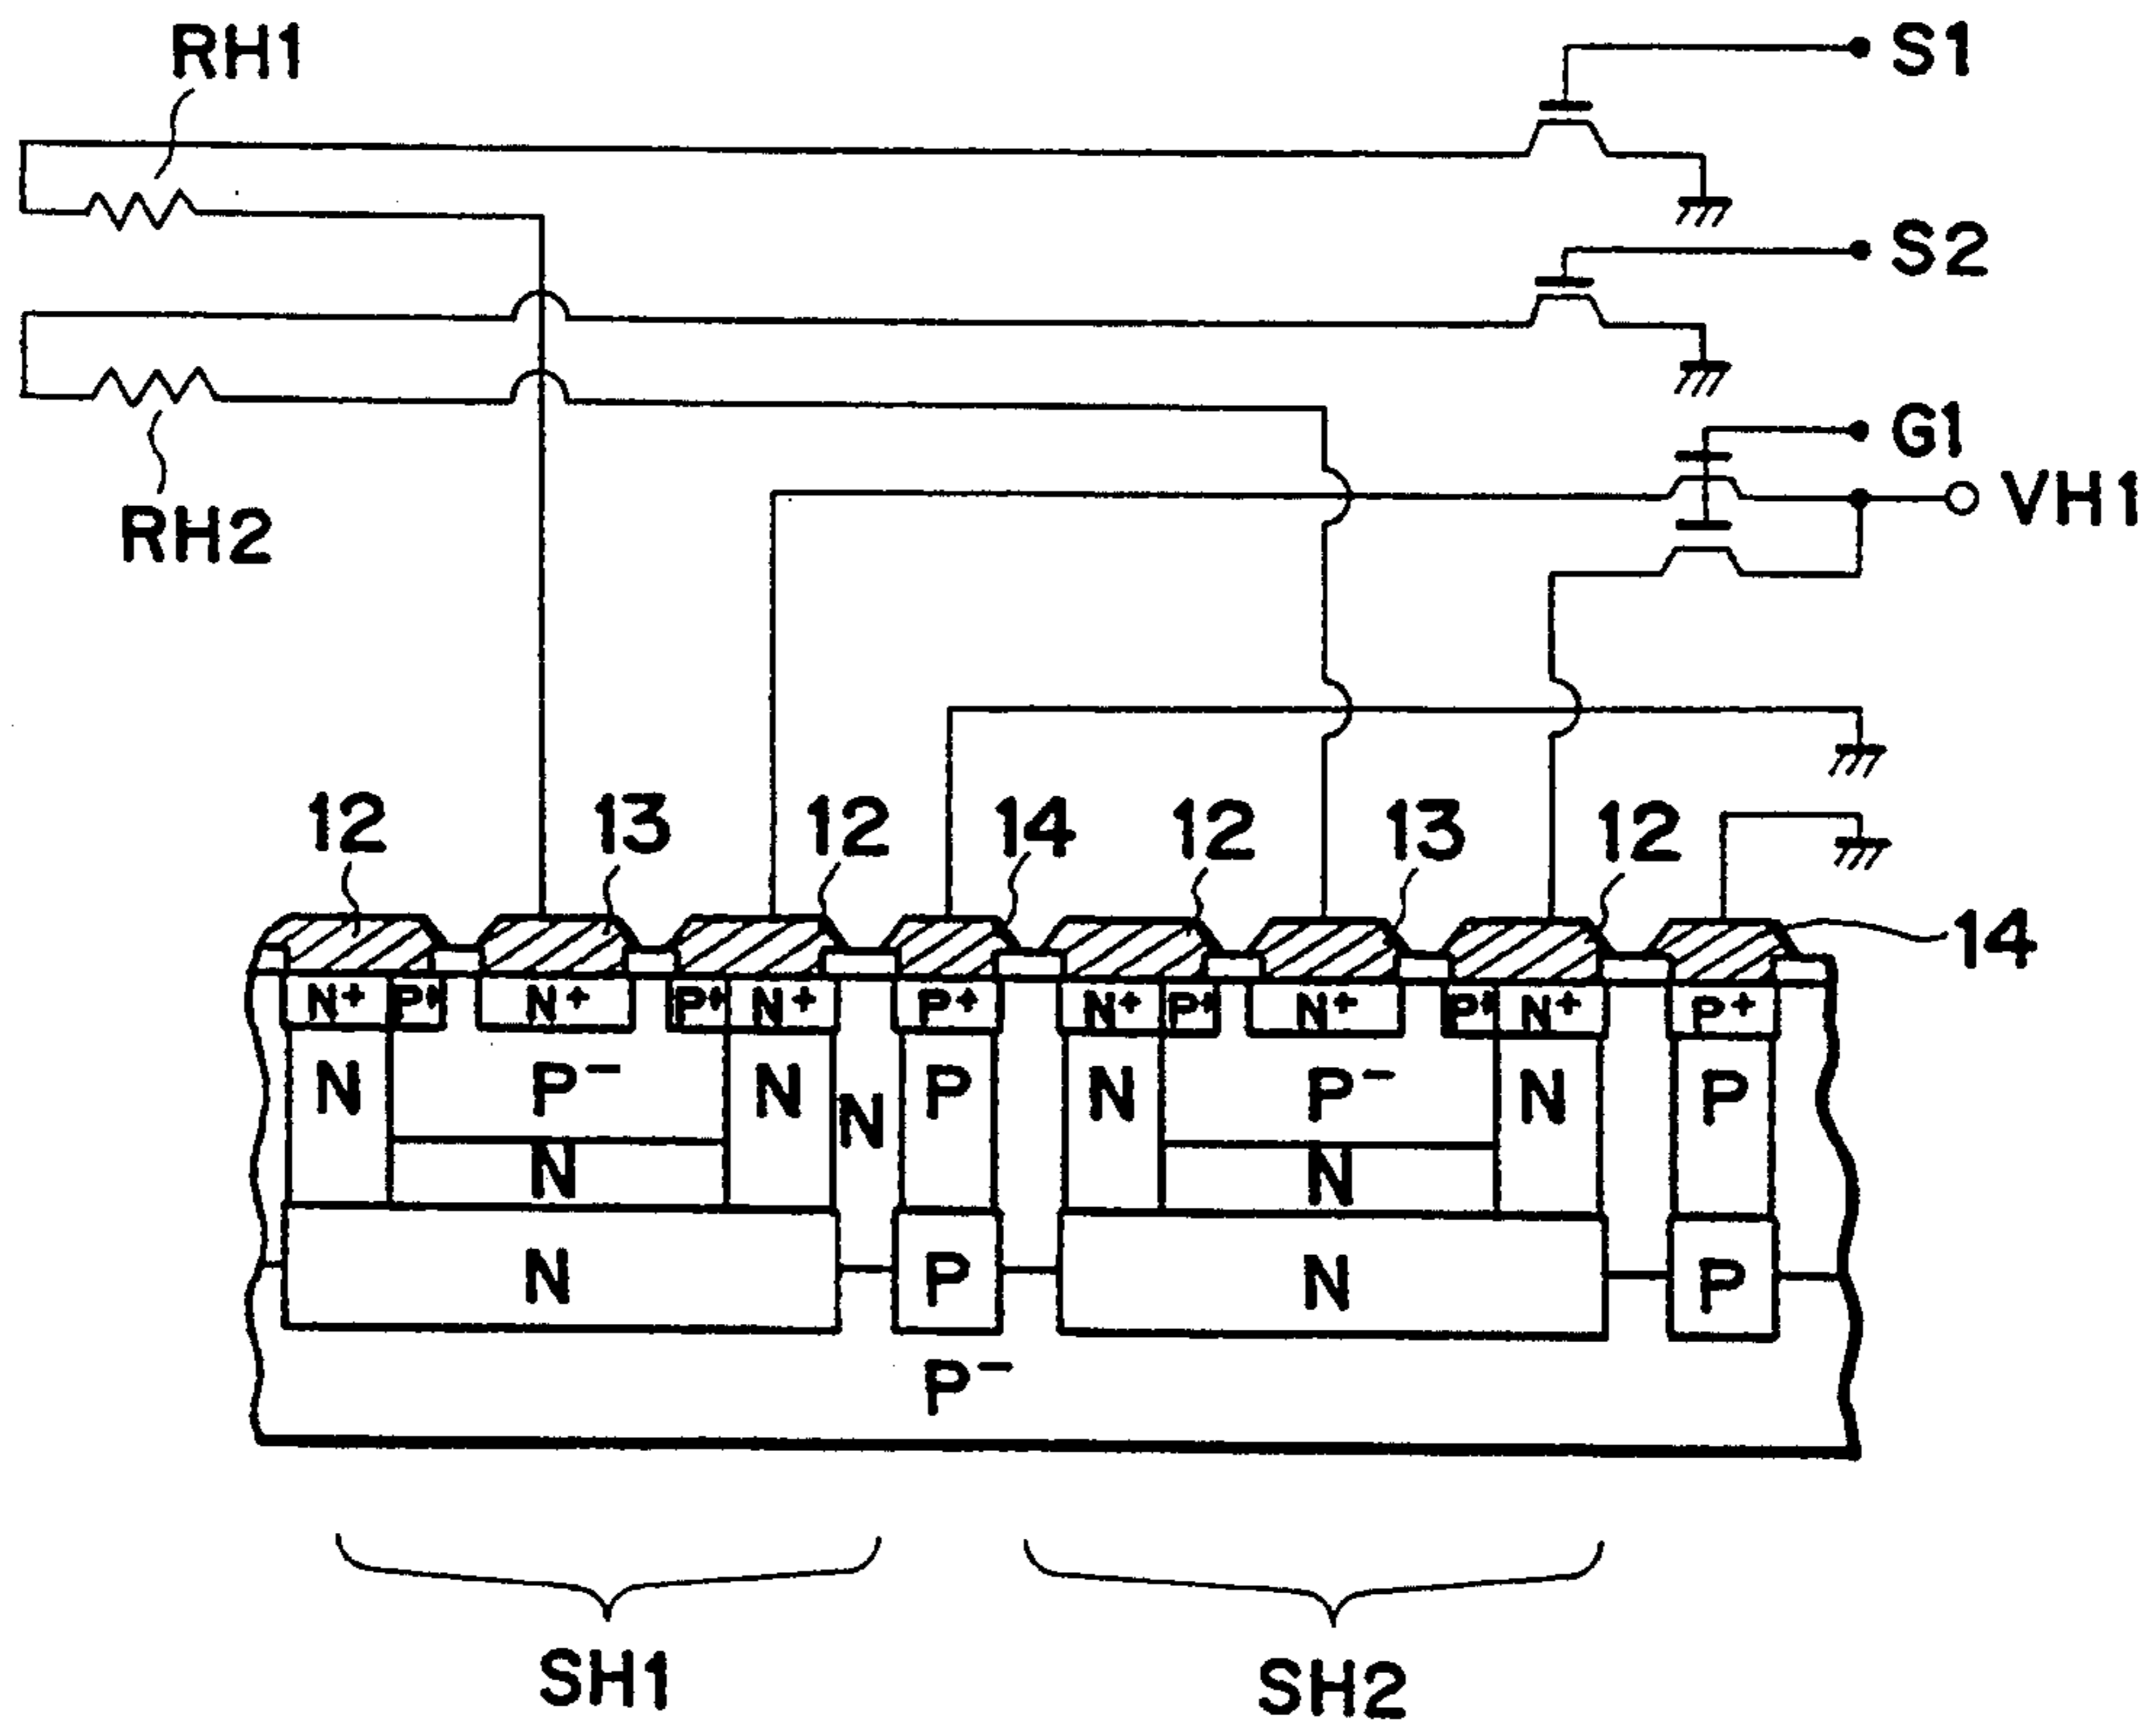 RH1
S1
S2
G1
VH1
RH2
12 13 12 14 12 13 12
14
N+ P+ N+ P+ N+ P+ N+ P+ N+ P+ N+ P+
N P- N N P N P- N P
N N
N P N P
P-
SH1 SH2